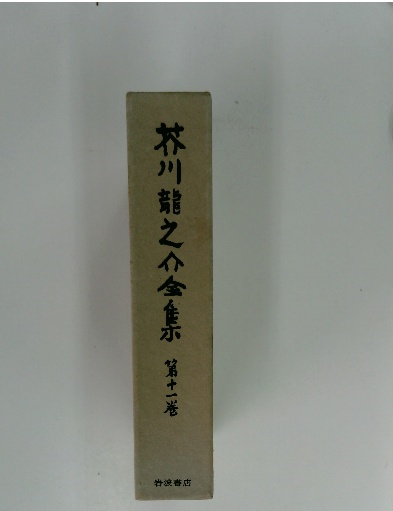 芥川龍之介全集
第十一巻
岩波書店